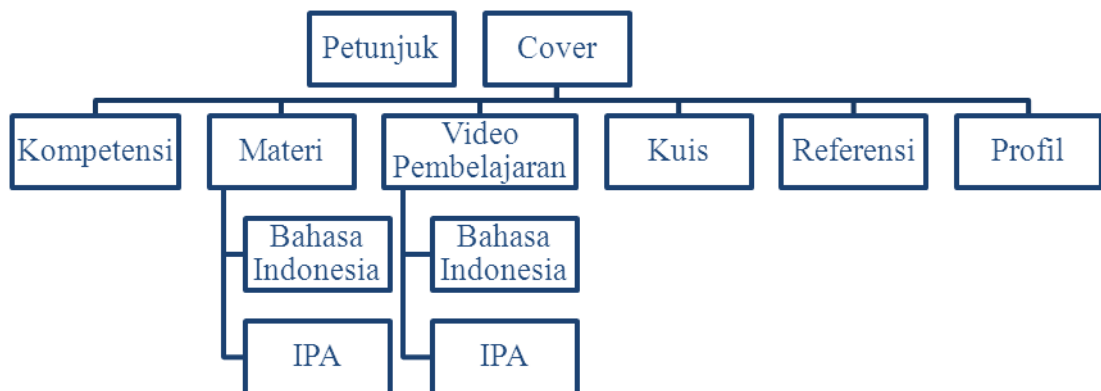 Petunjuk
Cover
Kompetensi
Materi
Video
Pembelajaran
Kuis
Referensi
Profil
Bahasa
Indonesia
Bahasa
Indonesia
IPA
IPA